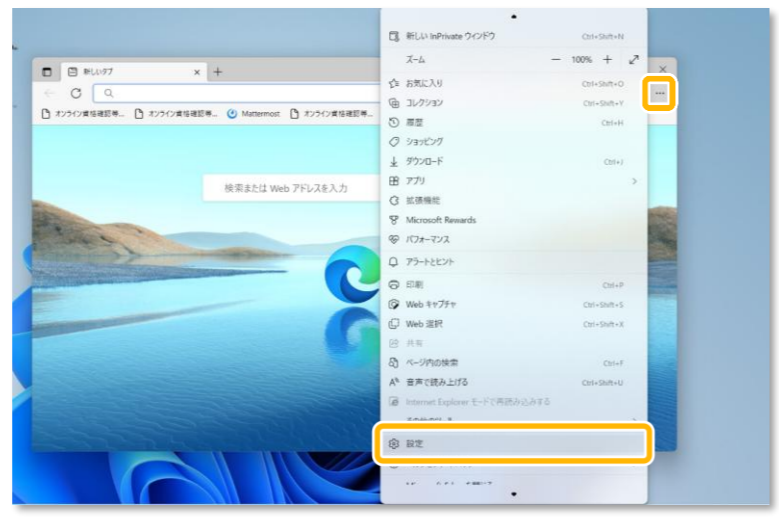 新しい InPrivate ウィンドウ Ctrl+Shift+N
ズーム — 100% +
新しいタブ × +
お気に入り Ctrl+Shift+O
オンライン資格確認等... オンライン資格確認等... Mattermost オンライン資格確認等...
コレクション Ctrl+Shift+Y
履歴 Ctrl+H
ショッピング
ダウンロード Ctrl+J
検索または Web アドレスを入力
アプリ
拡張機能
Microsoft Rewards
パフォーマンス
アラートとヒント
印刷 Ctrl+P
Web キャプチャ Ctrl+Shift+S
Web 選択 Ctrl+Shift+X
共有
ページ内の検索 Ctrl+F
音声で読み上げる Ctrl+Shift+U
Internet Explorer モードで再読み込みする
設定